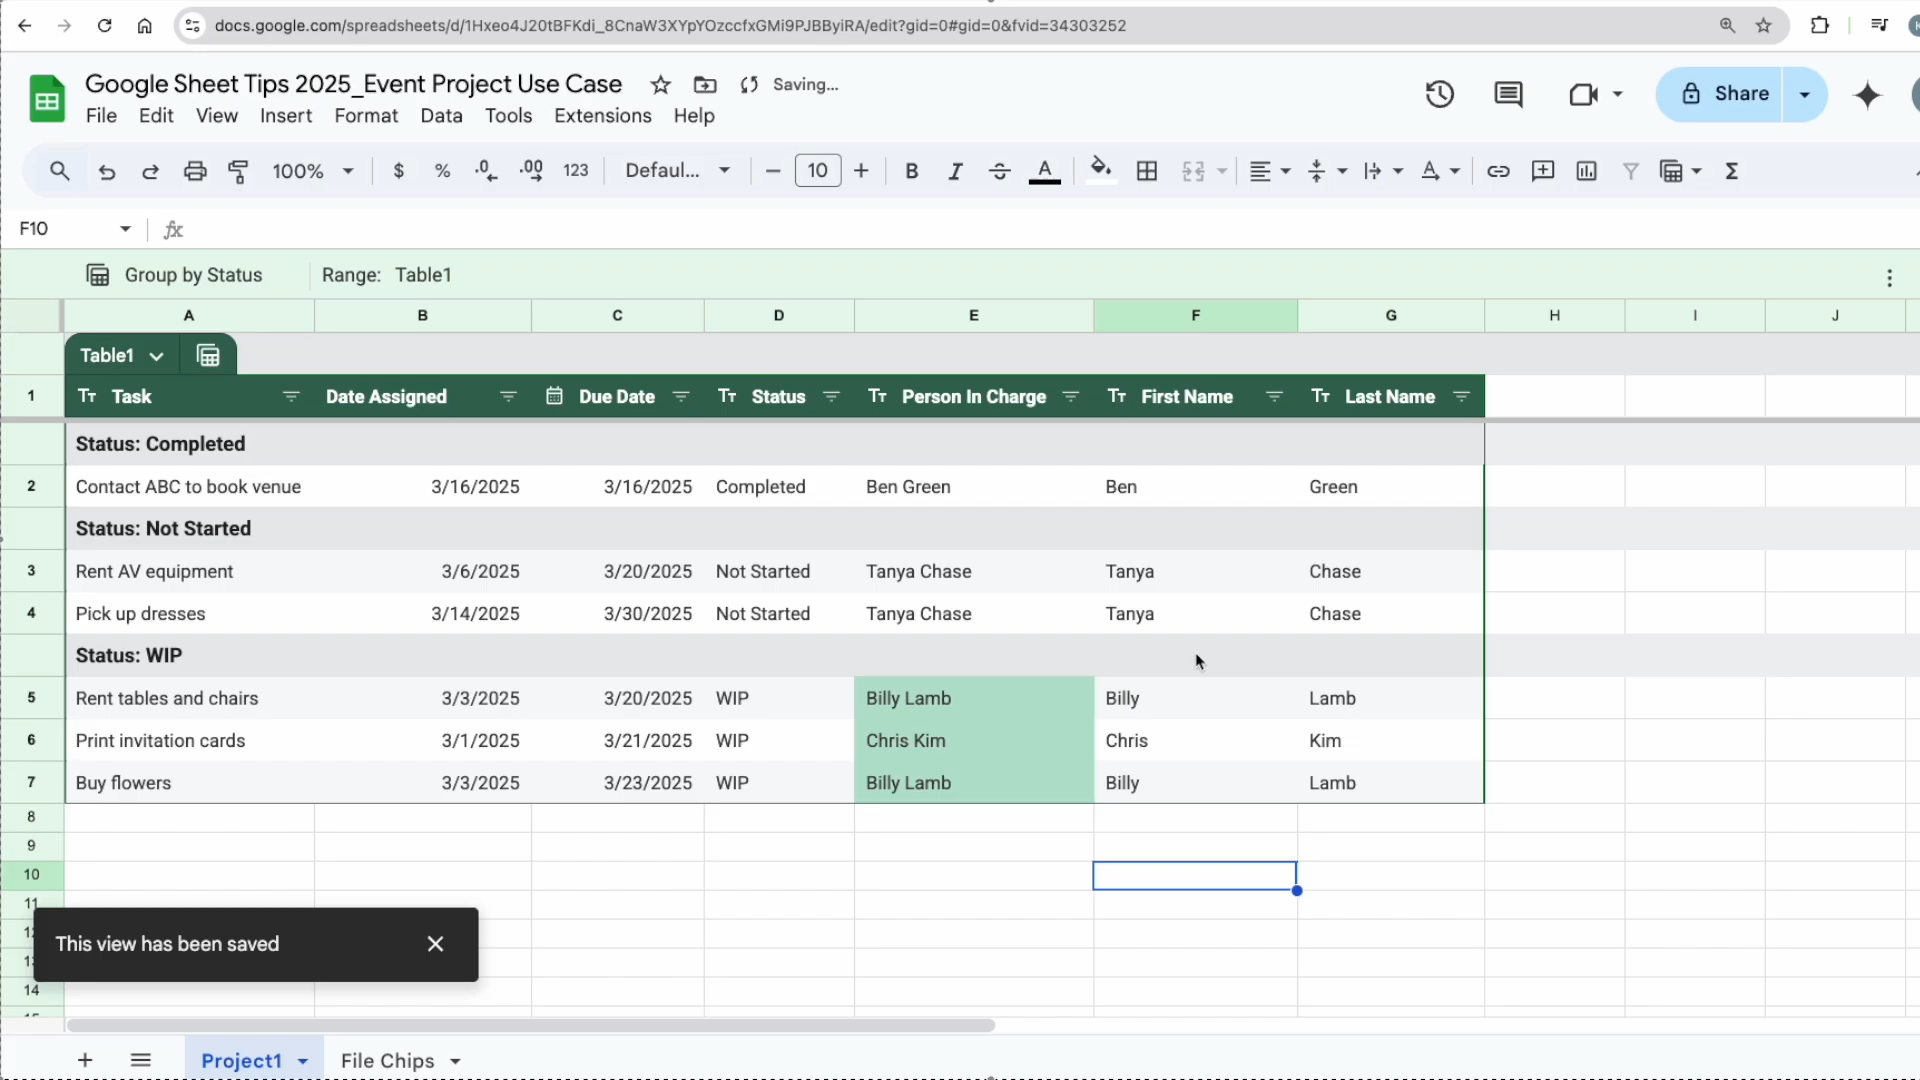 docs.google.com/spreadsheets/d/1Hxeo4J20tBFKdi_8CnaW3XYpYOzccfxGMi9PJBByiRA/edit?gid=0#gid=0&fvid=34303252
Google Sheet Tips 2025_Event Project Use Case Saving...
File Edit View Insert Format Data Tools Extensions Help
Share
100% $ % .0 .00 123 Defaul... 10 B I S A Σ
F10 fx
Group by Status Range: Table1
A B C D E F G H I J
Table1
1 Tт Task Date Assigned Due Date Tт Status Tт Person In Charge Tт First Name Tт Last Name
Status: Completed
2 Contact ABC to book venue 3/16/2025 3/16/2025 Completed Ben Green Ben Green
Status: Not Started
3 Rent AV equipment 3/6/2025 3/20/2025 Not Started Tanya Chase Tanya Chase
4 Pick up dresses 3/14/2025 3/30/2025 Not Started Tanya Chase Tanya Chase
Status: WIP
5 Rent tables and chairs 3/3/2025 3/20/2025 WIP Billy Lamb Billy Lamb
6 Print invitation cards 3/1/2025 3/21/2025 WIP Chris Kim Chris Kim
7 Buy flowers 3/3/2025 3/23/2025 WIP Billy Lamb Billy Lamb
8
9
10
11
This view has been saved
14
Project1 File Chips